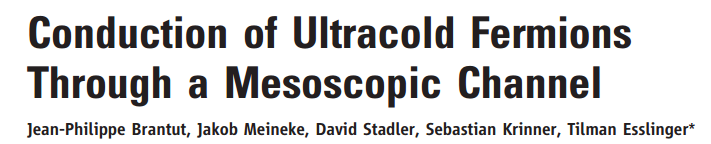 Conduction of Ultracold Fermions
Through a Mesoscopic Channel
Jean-Philippe Brantut, Jakob Meineke, David Stadler, Sebastian Krinner, Tilman Esslinger*